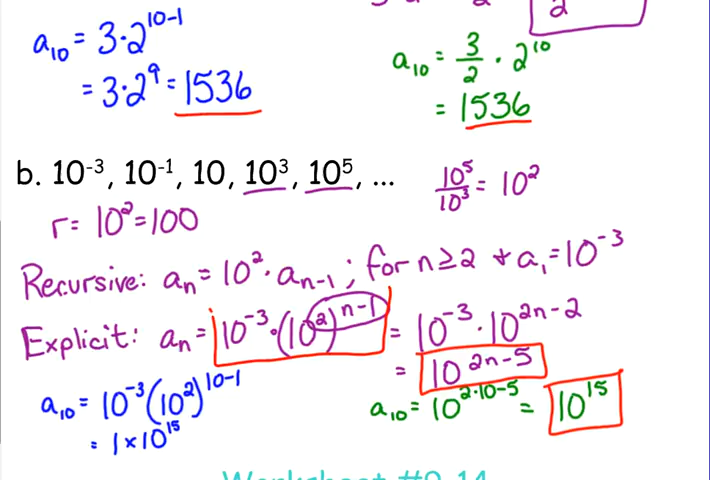 2
a₁₀ = 3·2¹⁰⁻¹
= 3·2⁹ = 1536
a₁₀ = 3/2 · 2¹⁰
= 1536
b. 10⁻³, 10⁻¹, 10, 10³, 10⁵, ...
10⁵/10³ = 10²
r = 10² = 100
Recursive: aₙ = 10² · aₙ₋₁ ; for n ≥ 2 + a₁ = 10⁻³
Explicit: aₙ = 10⁻³·(10²)ⁿ⁻¹ = 10⁻³ · 10²ⁿ⁻²
= 10²ⁿ⁻⁵
a₁₀ = 10⁻³(10²)¹⁰⁻¹
= 1 × 10¹⁵
a₁₀ = 10²·¹⁰⁻⁵ = 10¹⁵